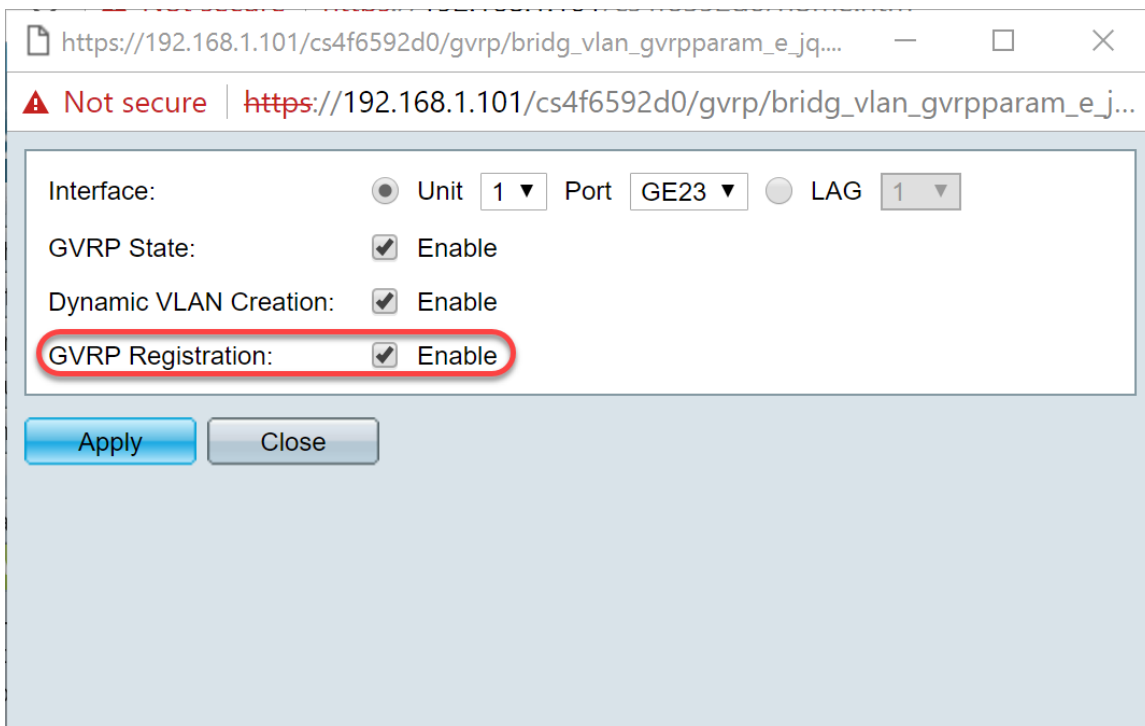 https://192.168.1.101/cs4f6592d0/gvrp/bridg_vlan_gvrpparam_e_jq....
Not secure https://192.168.1.101/cs4f6592d0/gvrp/bridg_vlan_gvrpparam_e_j...
Interface: Unit 1 Port GE23 LAG 1
GVRP State: Enable
Dynamic VLAN Creation: Enable
GVRP Registration: Enable
Apply Close